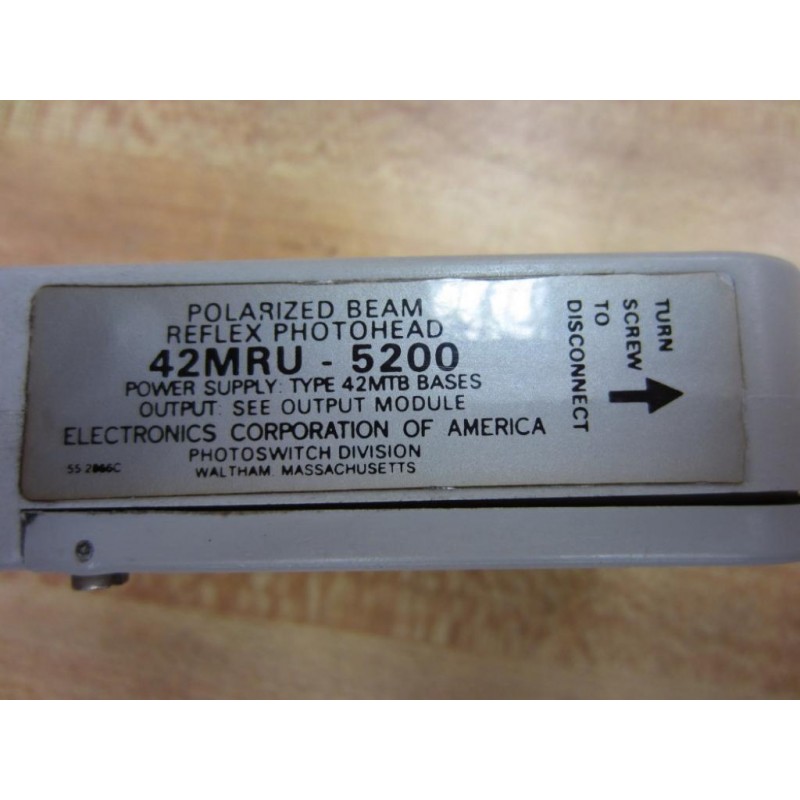 POLARIZED BEAM
REFLEX PHOTOHEAD
42MRU - 5200
POWER SUPPLY: TYPE 42MTB BASES
OUTPUT: SEE OUTPUT MODULE
ELECTRONICS CORPORATION OF AMERICA
PHOTOSWITCH DIVISION
WALTHAM, MASSACHUSETTS
55
TURN
SCREW
TO
DISCONNECT